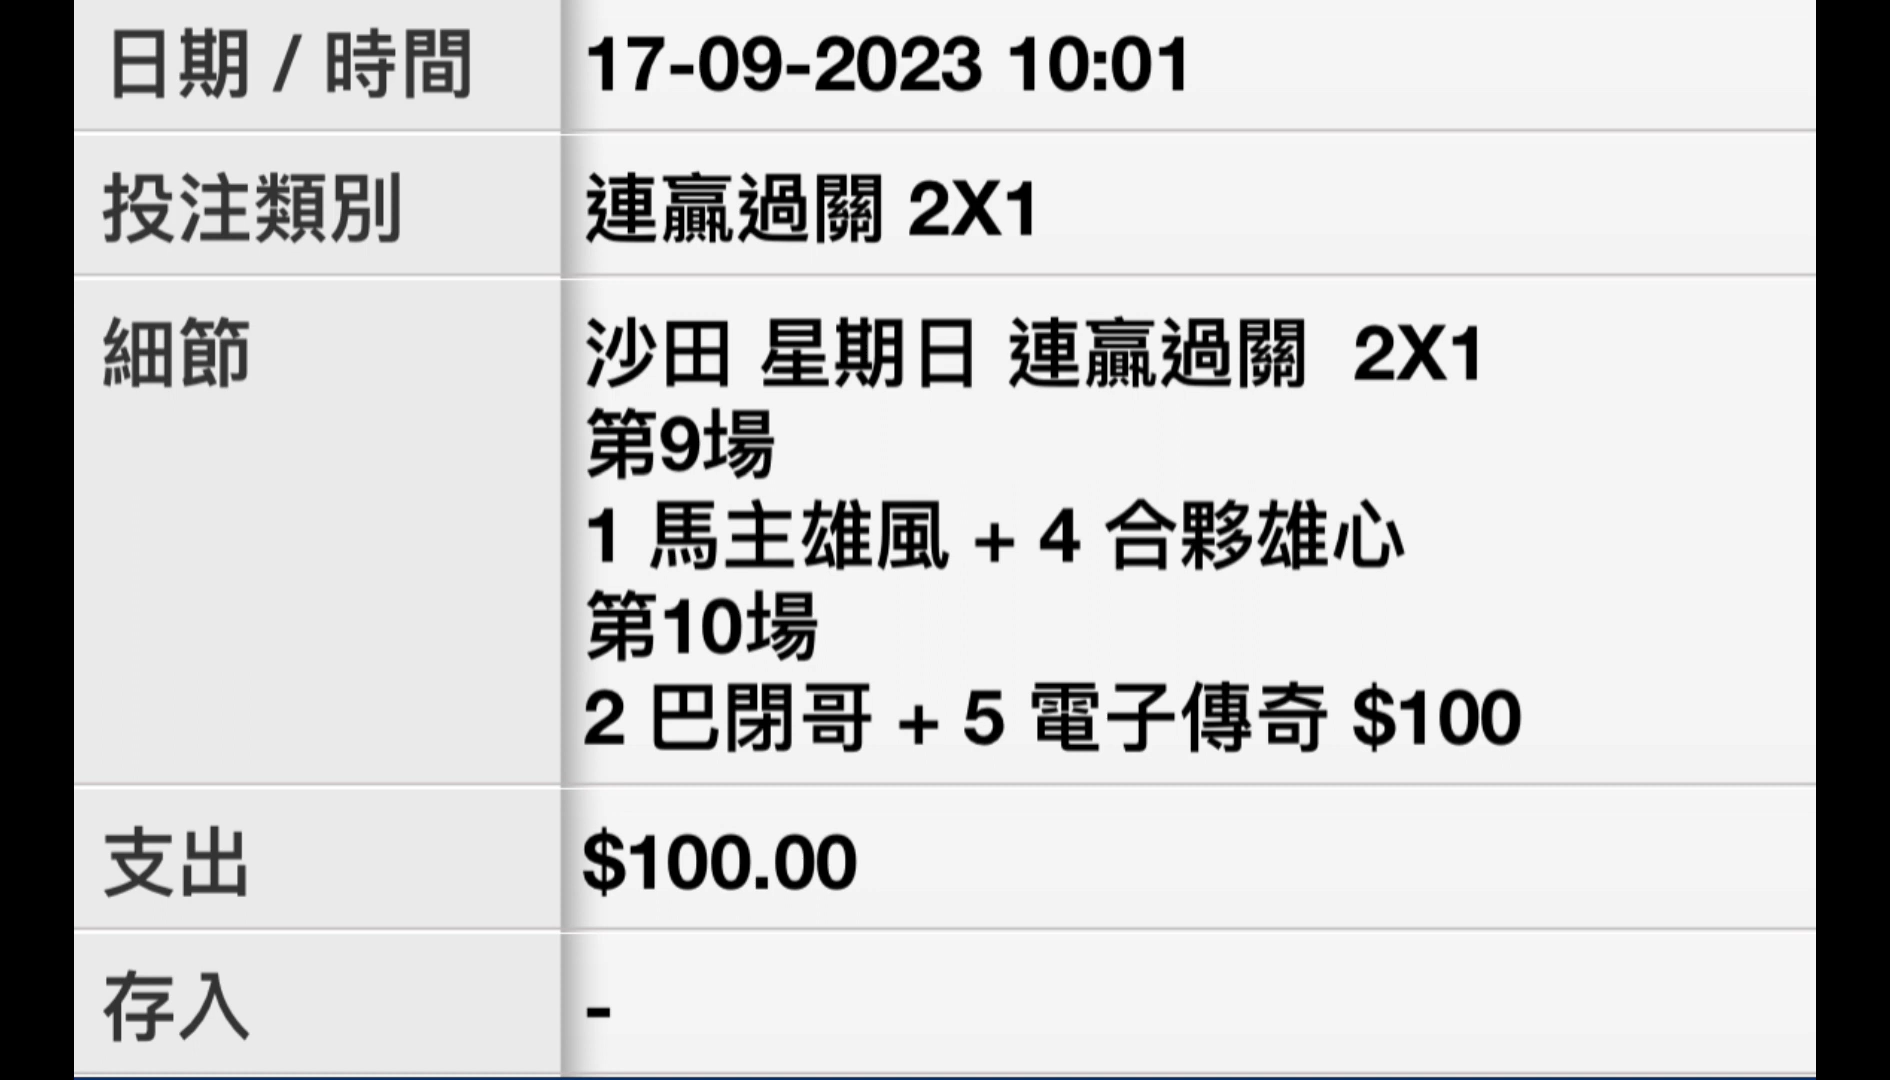 日期 / 時間 17-09-2023 10:01
投注類別 連贏過關 2X1
細節 沙田 星期日 連贏過關 2X1
第9場
1 馬主雄風 + 4 合夥雄心
第10場
2 巴閉哥 + 5 電子傳奇 $100
支出 $100.00
存入 -